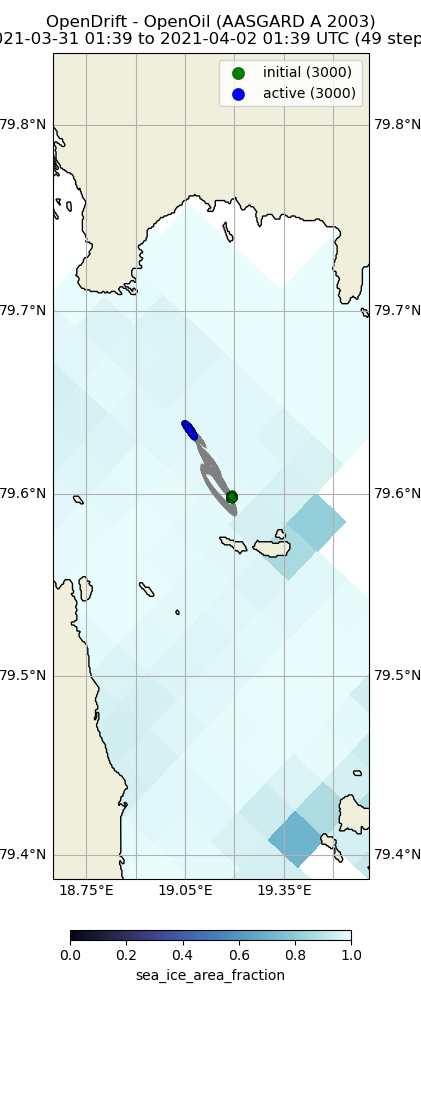 OpenDrift - OpenOil (AASGARD A 2003)
021-03-31 01:39 to 2021-04-02 01:39 UTC (49 step
initial (3000)
active (3000)
79.8°N 79.8°N
79.7°N 79.7°N
79.6°N 79.6°N
79.5°N 79.5°N
79.4°N 79.4°N
18.75°E 19.05°E 19.35°E
0.0 0.2 0.4 0.6 0.8 1.0
sea_ice_area_fraction